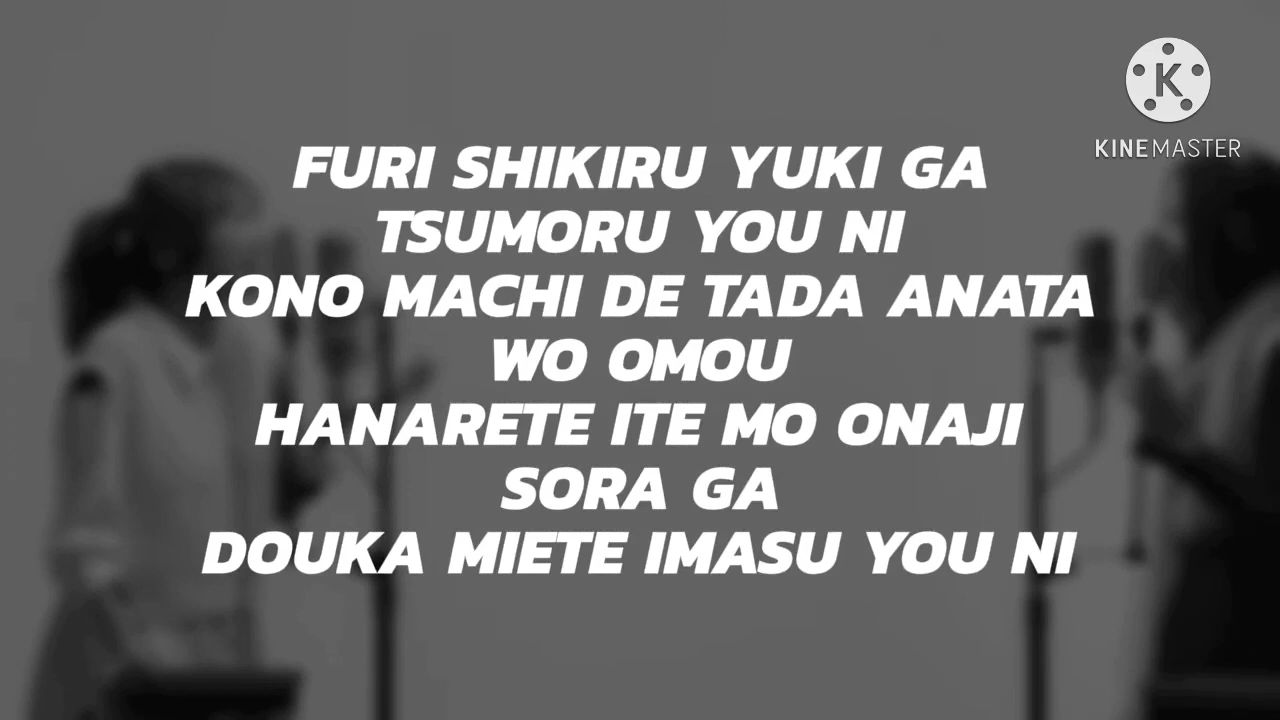 KINEMASTER
FURI SHIKIRU YUKI GA
TSUMORU YOU NI
KONO MACHI DE TADA ANATA
WO OMOU
HANARETE ITE MO ONAJI
SORA GA
DOUKA MIETE IMASU YOU NI